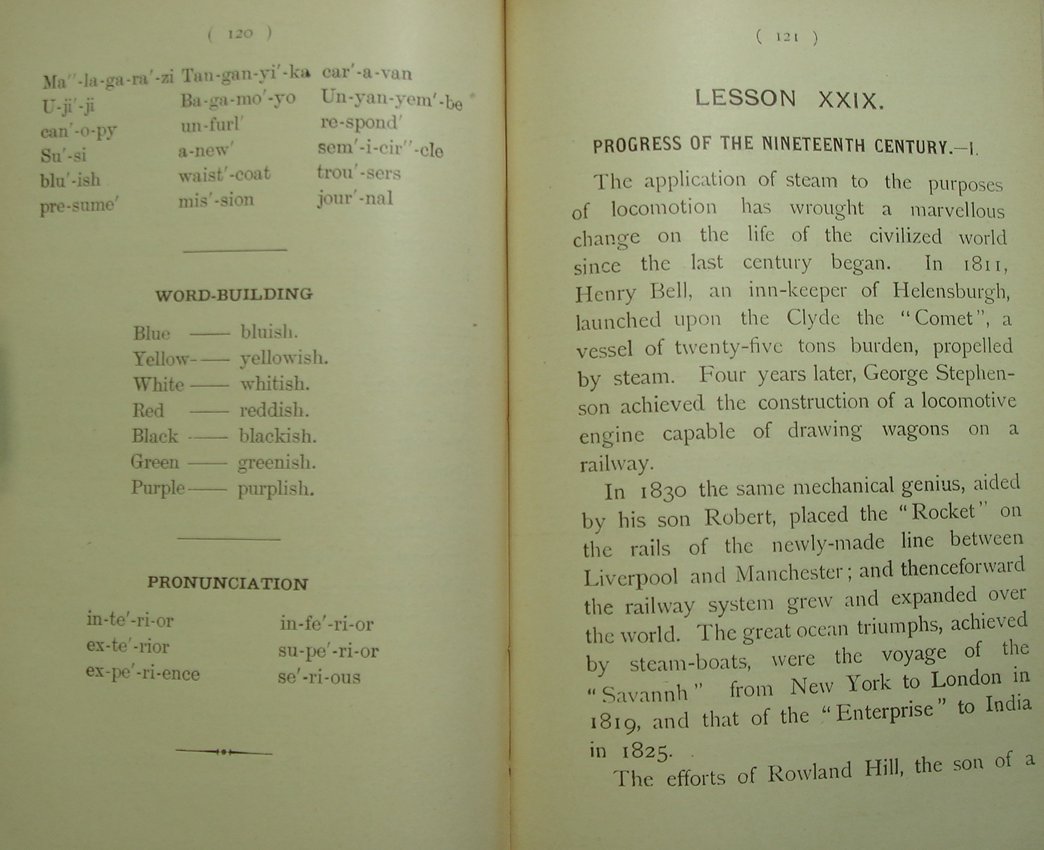 ( 120 )
Ma″-la-ga-ra′-zi Tan-gan-yi′-ka car′-a-van
U-ji′-ji Ba-ga-mo′-yo Un-yan-yem′-be
can′-o-py un-furl′ re-spond′
Su′-si a-new′ sem′-i-cir″-cle
blu′-ish waist′-coat trou′-sers
pre-sume′ mis′-sion jour′-nal
WORD-BUILDING
Blue —— bluish.
Yellow-—— yellowish.
White —— whitish.
Red —— reddish.
Black —— blackish.
Green —— greenish.
Purple—— purplish.
PRONUNCIATION
in-te′-ri-or in-fe′-ri-or
ex-te′-rior su-pe′-ri-or
ex-pe′-ri-ence se′-ri-ous
( 121 )
LESSON XXIX.
PROGRESS OF THE NINETEENTH CENTURY.—I.
The application of steam to the purposes
of locomotion has wrought a marvellous
change on the life of the civilized world
since the last century began. In 1811,
Henry Bell, an inn-keeper of Helensburgh,
launched upon the Clyde the "Comet", a
vessel of twenty-five tons burden, propelled
by steam. Four years later, George Stephen-
son achieved the construction of a locomotive
engine capable of drawing wagons on a
railway.
In 1830 the same mechanical genius, aided
by his son Robert, placed the "Rocket" on
the rails of the newly-made line between
Liverpool and Manchester; and thenceforward
the railway system grew and expanded over
the world. The great ocean triumphs, achieved
by steam-boats, were the voyage of the
"Savannh" from New York to London in
1819, and that of the "Enterprise" to India
in 1825.
The efforts of Rowland Hill, the son of a